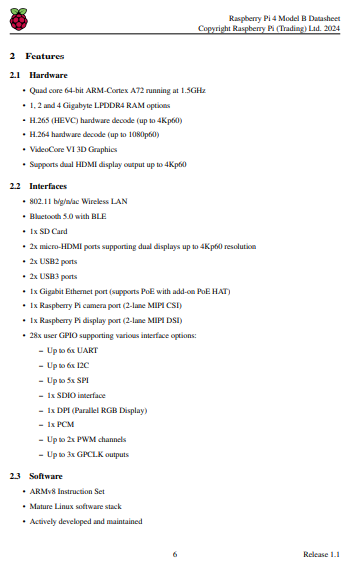 Raspberry Pi 4 Model B Datasheet
Copyright Raspberry Pi (Trading) Ltd. 2024
2 Features
2.1 Hardware
• Quad core 64-bit ARM-Cortex A72 running at 1.5GHz
• 1, 2 and 4 Gigabyte LPDDR4 RAM options
• H.265 (HEVC) hardware decode (up to 4Kp60)
• H.264 hardware decode (up to 1080p60)
• VideoCore VI 3D Graphics
• Supports dual HDMI display output up to 4Kp60
2.2 Interfaces
• 802.11 b/g/n/ac Wireless LAN
• Bluetooth 5.0 with BLE
• 1x SD Card
• 2x micro-HDMI ports supporting dual displays up to 4Kp60 resolution
• 2x USB2 ports
• 2x USB3 ports
• 1x Gigabit Ethernet port (supports PoE with add-on PoE HAT)
• 1x Raspberry Pi camera port (2-lane MIPI CSI)
• 1x Raspberry Pi display port (2-lane MIPI DSI)
• 28x user GPIO supporting various interface options:
– Up to 6x UART
– Up to 6x I2C
– Up to 5x SPI
– 1x SDIO interface
– 1x DPI (Parallel RGB Display)
– 1x PCM
– Up to 2x PWM channels
– Up to 3x GPCLK outputs
2.3 Software
• ARMv8 Instruction Set
• Mature Linux software stack
• Actively developed and maintained
6
Release 1.1